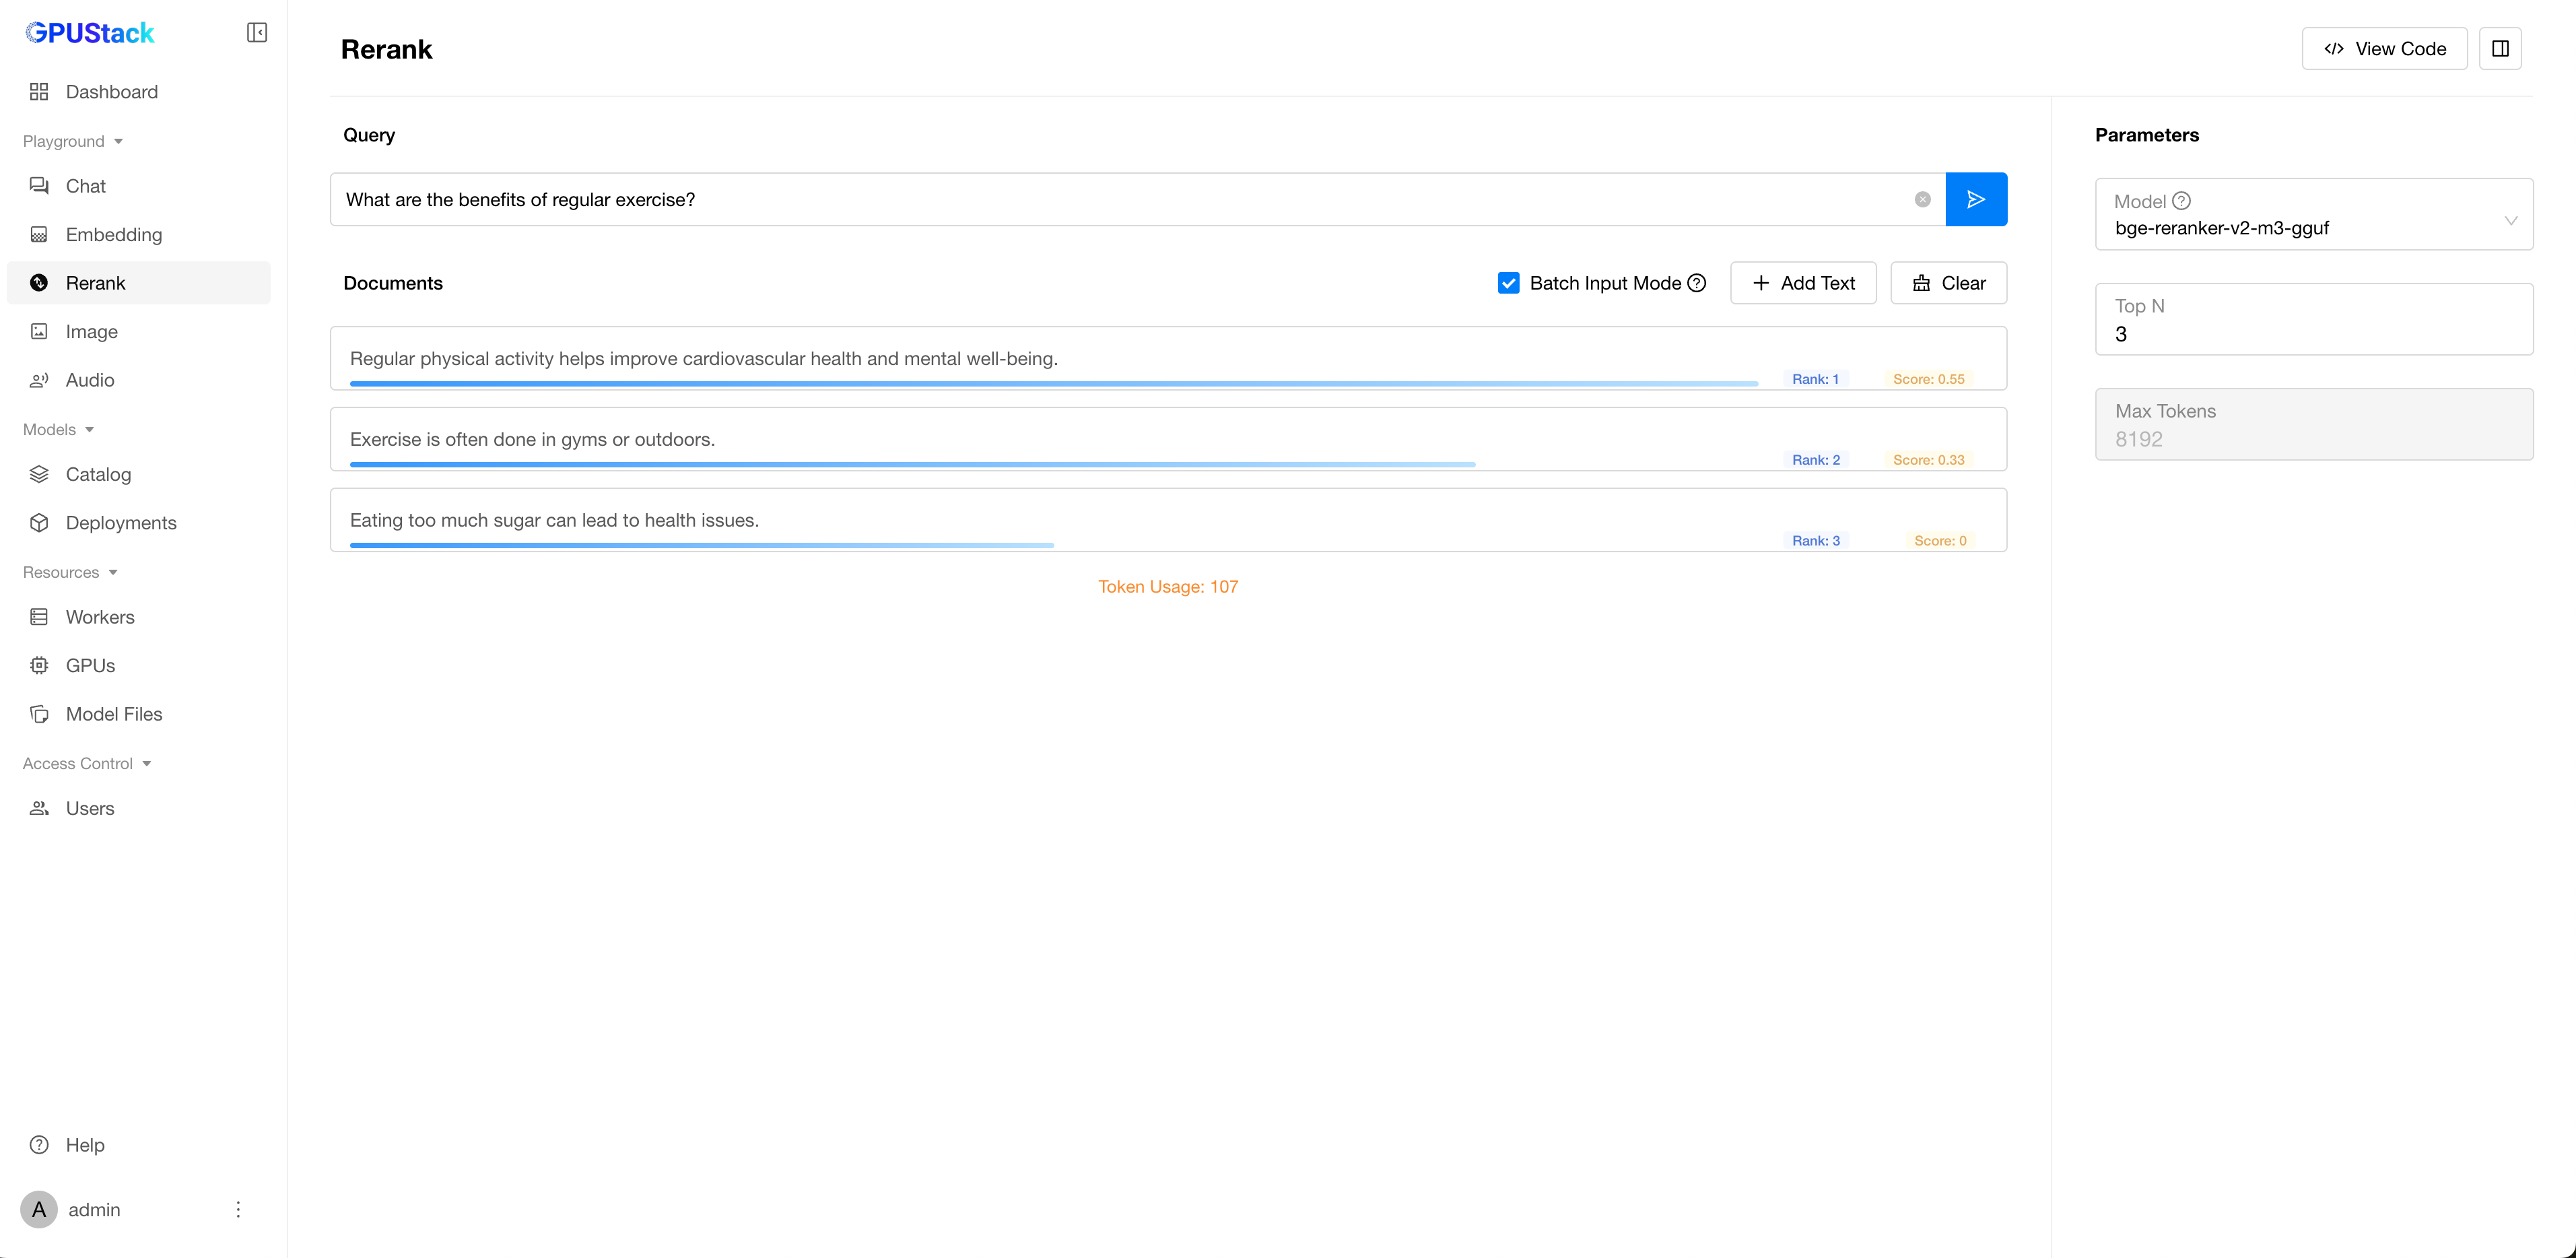 GPUStack
Dashboard
Playground
Chat
Embedding
Rerank
Image
Audio
Models
Catalog
Deployments
Resources
Workers
GPUs
Model Files
Access Control
Users
Help
A admin
Rerank
</> View Code
Query
What are the benefits of regular exercise?
Documents
Batch Input Mode ?
+ Add Text
Clear
Regular physical activity helps improve cardiovascular health and mental well-being.
Rank: 1 Score: 0.55
Exercise is often done in gyms or outdoors.
Rank: 2 Score: 0.33
Eating too much sugar can lead to health issues.
Rank: 3 Score: 0
Token Usage: 107
Parameters
Model ?
bge-reranker-v2-m3-gguf
Top N
3
Max Tokens
8192